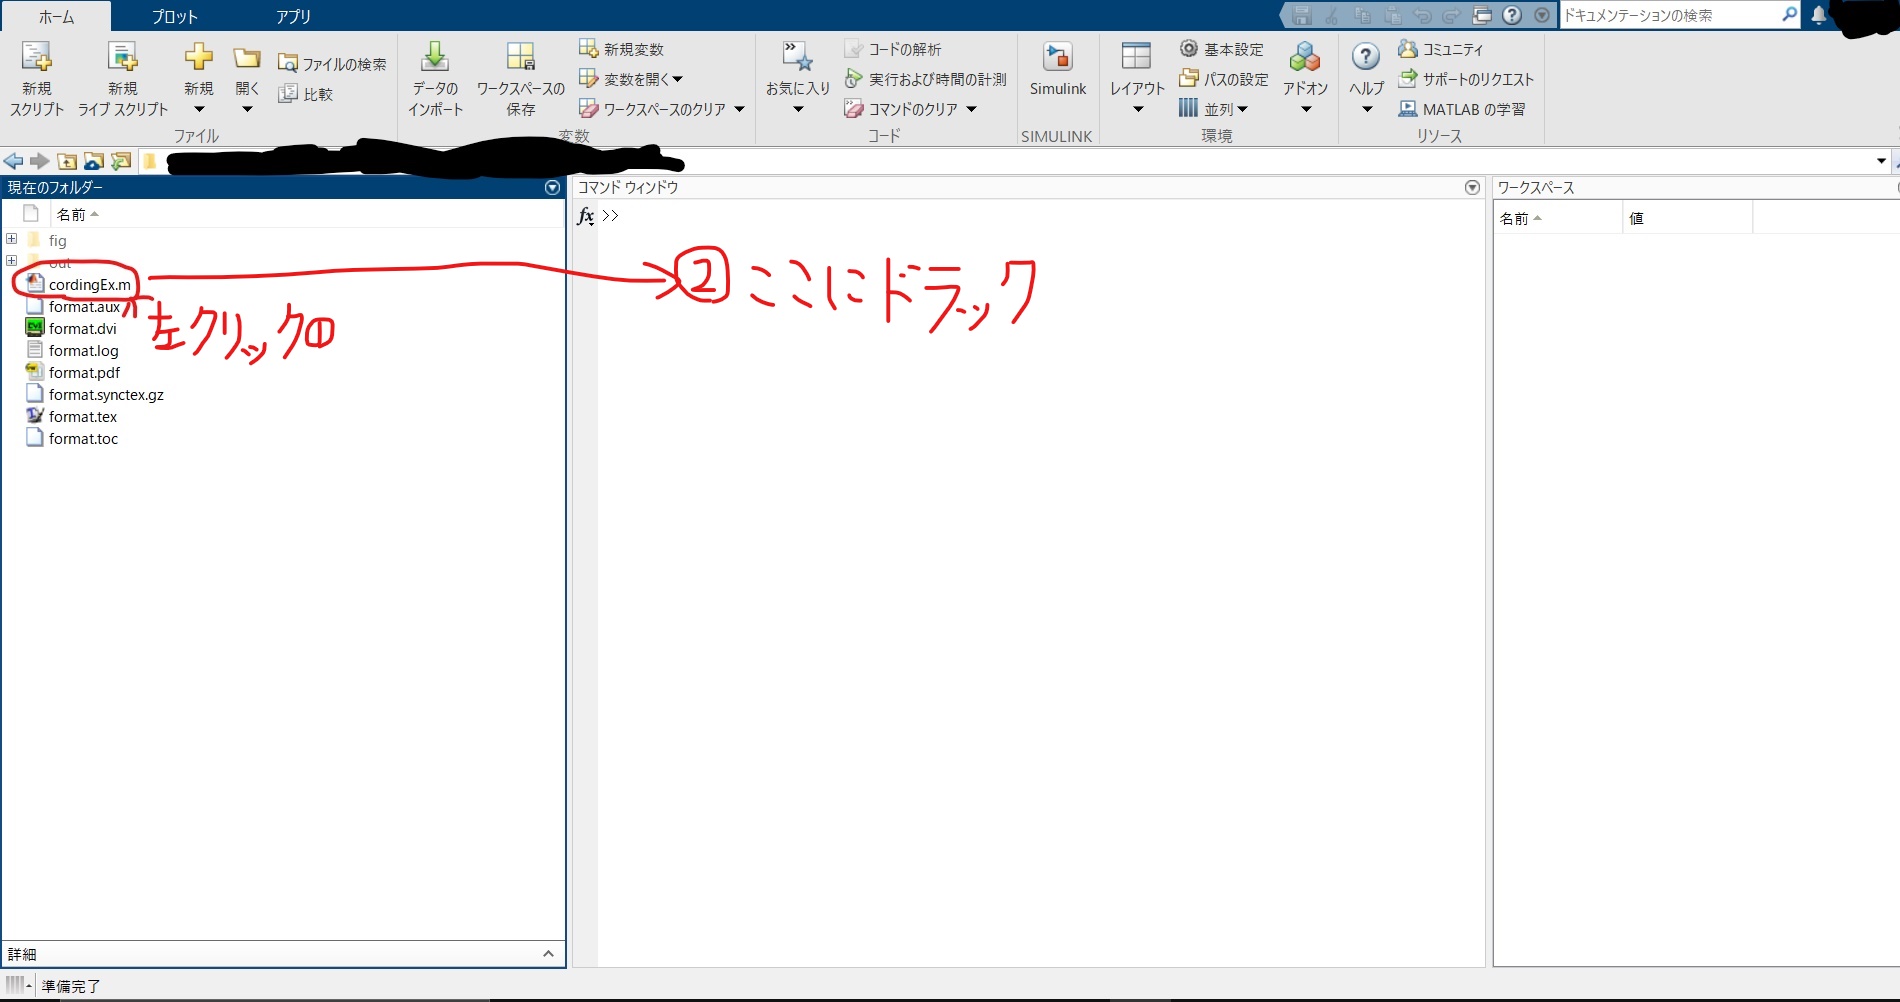 ホーム プロット アプリ ドキュメンテーションの検索
新規 スクリプト
新規 ライブ スクリプト
新規
開く
ファイルの検索
比較
ファイル
データの インポート
ワークスペースの 保存
新規変数
変数を開く
ワークスペースのクリア
変数
お気に入り
コードの解析
実行および時間の計測
コマンドのクリア
コード
Simulink
SIMULINK
レイアウト
基本設定
パスの設定
並列
アドオン
環境
ヘルプ
コミュニティ
サポートのリクエスト
MATLAB の学習
リソース
現在のフォルダー
名前
fig
out
cordingEx.m
format.aux
format.dvi
format.log
format.pdf
format.synctex.gz
format.tex
format.toc
左クリック①
詳細
コマンド ウィンドウ
fx >>
②ここにドラック
ワークスペース
名前 値
準備完了